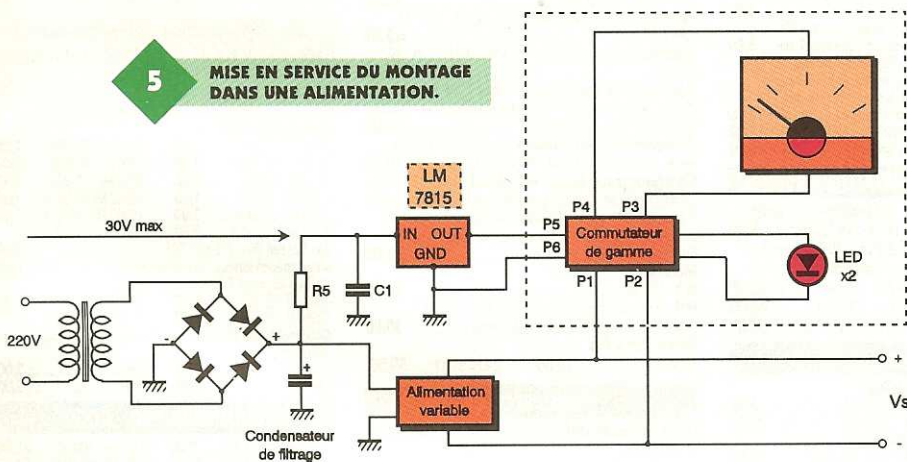 5
MISE EN SERVICE DU MONTAGE
DANS UNE ALIMENTATION.
LM
7815
30V max
IN OUT
GND
P5
P6
P4
P3
Commutateur
de gamme
P1
P2
LED
x2
R5
C1
220V
-
+
+
Condensateur
de filtrage
Alimentation
variable
+
Vs
-